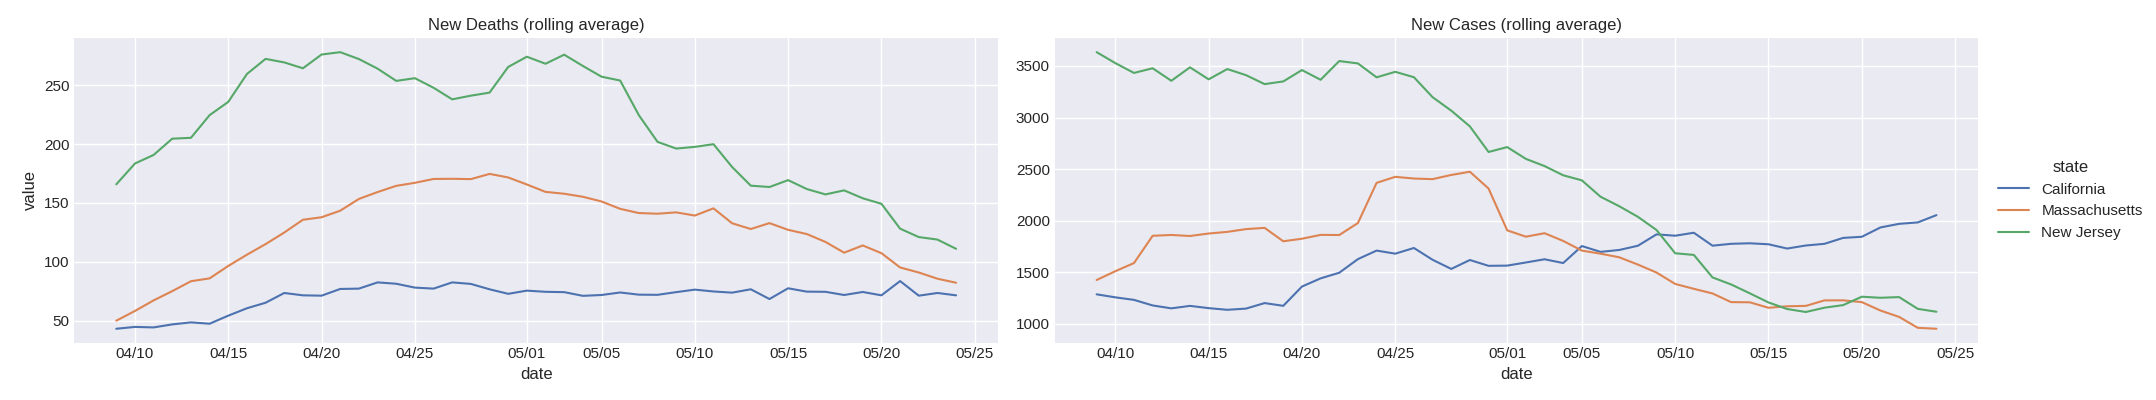 New Deaths (rolling average)
value
250
200
150
100
50
04/10 04/15 04/20 04/25 05/01 05/05 05/10 05/15 05/20 05/25
date
New Cases (rolling average)
3500
3000
2500
2000
1500
1000
04/10 04/15 04/20 04/25 05/01 05/05 05/10 05/15 05/20 05/25
date
state
California
Massachusetts
New Jersey